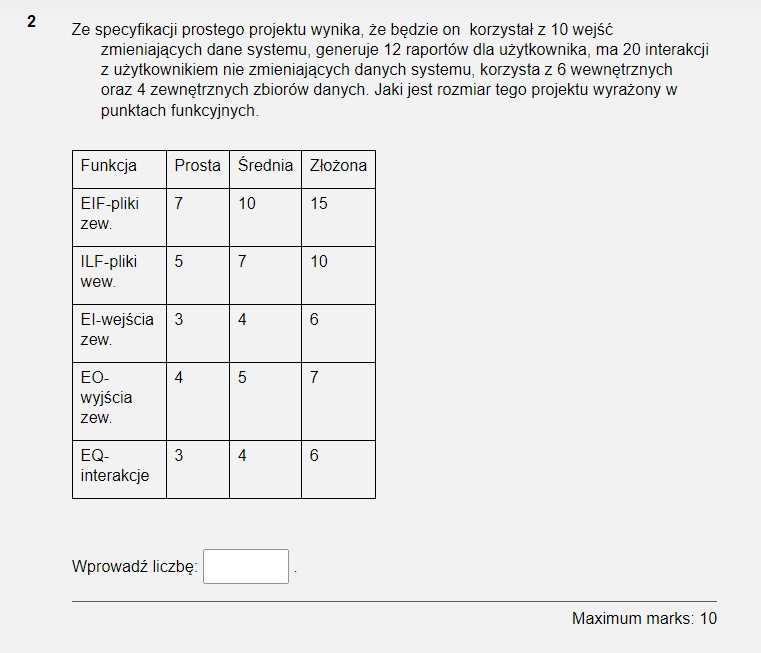 2
Ze specyfikacji prostego projektu wynika, że będzie on korzystał z 10 wejść
zmieniających dane systemu, generuje 12 raportów dla użytkownika, ma 20 interakcji
z użytkownikiem nie zmieniających danych systemu, korzysta z 6 wewnętrznych
oraz 4 zewnętrznych zbiorów danych. Jaki jest rozmiar tego projektu wyrażony w
punktach funkcyjnych.
Funkcja Prosta Średnia Złożona
EIF-pliki 7 10 15
zew.
ILF-pliki 5 7 10
wew.
EI-wejścia 3 4 6
zew.
EO- 4 5 7
wyjścia
zew.
EQ- 3 4 6
interakcje
Wprowadź liczbę: .
Maximum marks: 10